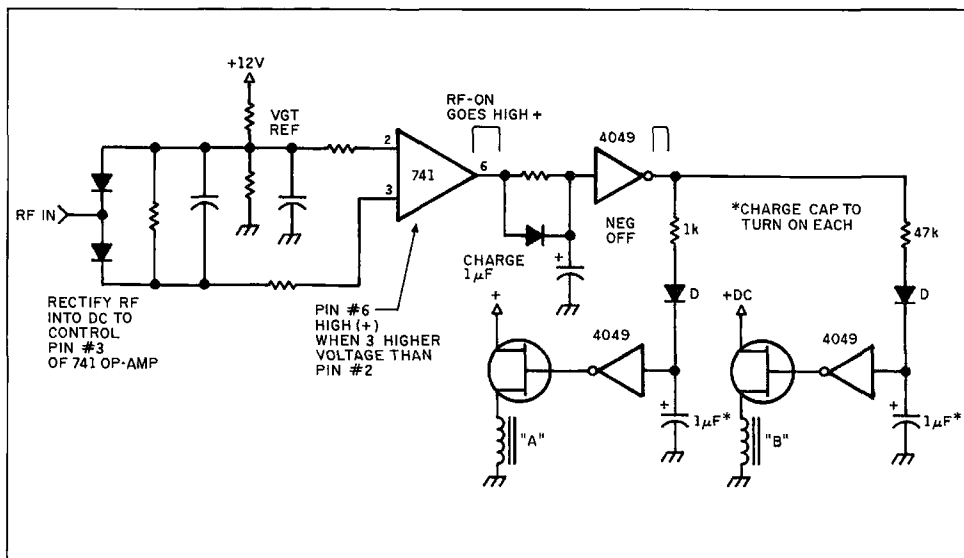 +12V
VGT
REF
RF-ON
GOES HIGH +
2
741
6
3
4049
RF IN
NEG
OFF
1k
*CHARGE CAP TO
TURN ON EACH
47k
CHARGE
1μF
+
D
D
RECTIFY RF
INTO DC TO
CONTROL
PIN #3
OF 741 OP-AMP
PIN #6
HIGH (+)
WHEN 3 HIGHER
VOLTAGE THAN
PIN #2
+
4049
+DC
4049
+
1μF*
"A"
+
1μF*
"B"